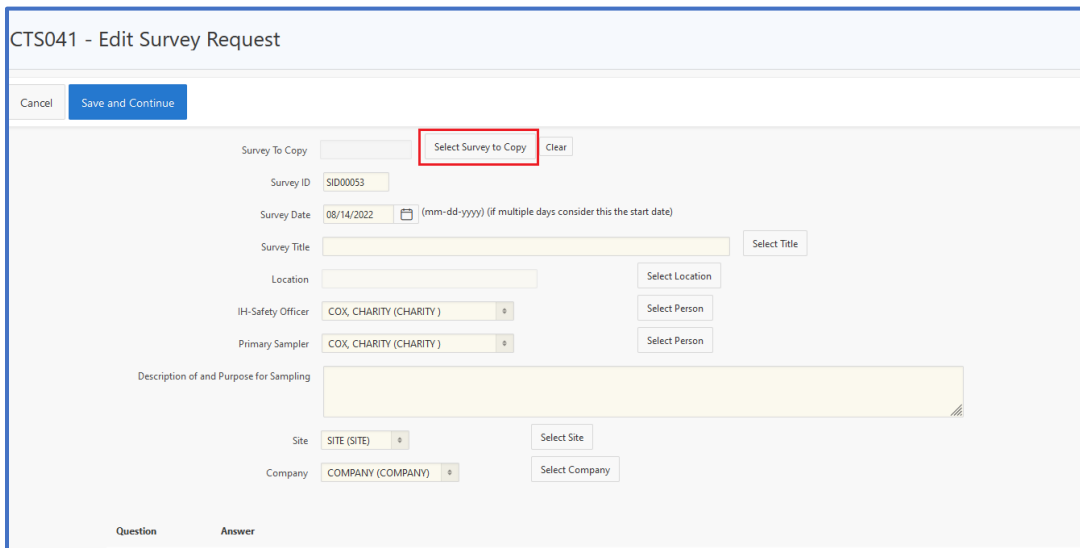 CTS041 - Edit Survey Request
Cancel Save and Continue
Survey To Copy Select Survey to Copy Clear
Survey ID SID00053
Survey Date 08/14/2022 (mm-dd-yyyy) (if multiple days consider this the start date)
Survey Title Select Title
Location Select Location
IH-Safety Officer COX, CHARITY (CHARITY ) Select Person
Primary Sampler COX, CHARITY (CHARITY ) Select Person
Description of and Purpose for Sampling
Site SITE (SITE) Select Site
Company COMPANY (COMPANY) Select Company
Question Answer